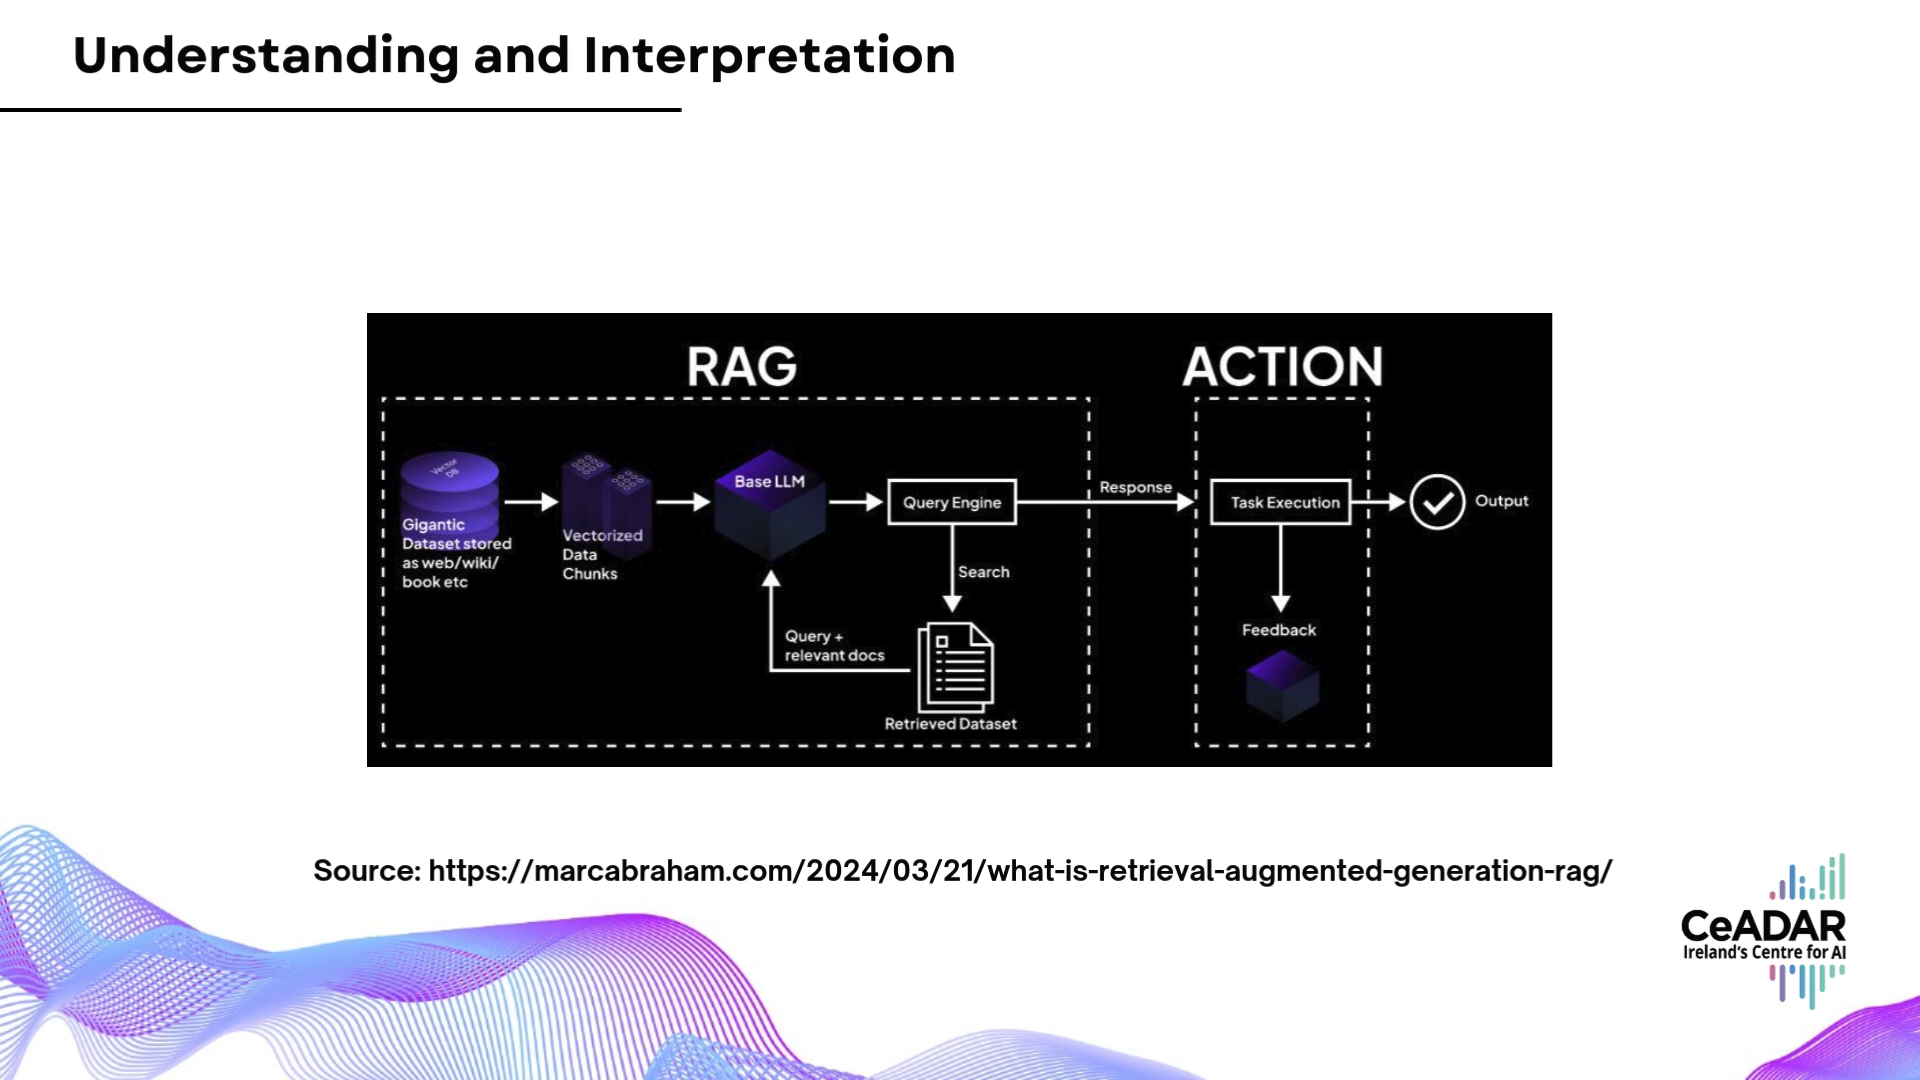 Understanding and Interpretation
RAG
ACTION
Vector
DB
Gigantic
Dataset stored
as web/wiki/
book etc
Vectorized
Data
Chunks
Base LLM
Query Engine
Response
Task Execution
Output
Search
Query +
relevant docs
Retrieved Dataset
Feedback
Source: https://marcabraham.com/2024/03/21/what-is-retrieval-augmented-generation-rag/
CeADAR
Ireland's Centre for AI